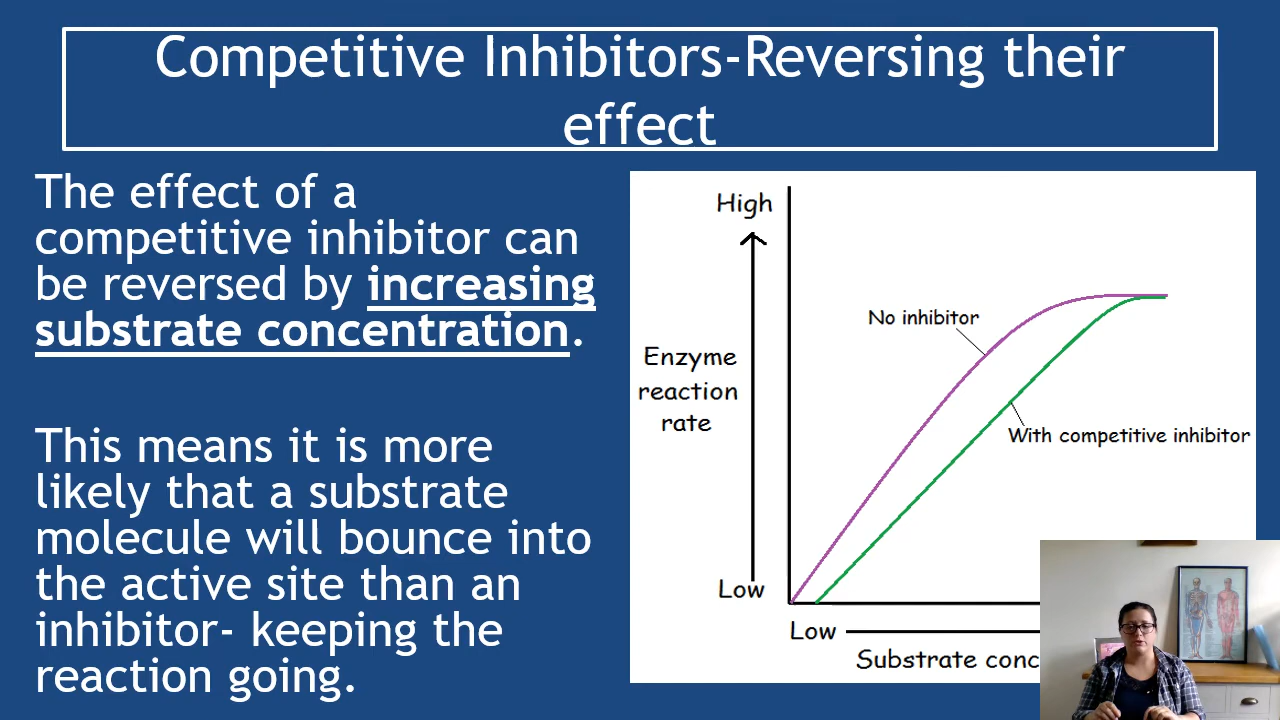 Competitive Inhibitors-Reversing their
effect
The effect of a
competitive inhibitor can
be reversed by increasing
substrate concentration.
This means it is more
likely that a substrate
molecule will bounce into
the active site than an
inhibitor- keeping the
reaction going.
High
No inhibitor
Enzyme
reaction
rate
With competitive inhibitor
Low
Low
Substrate conc